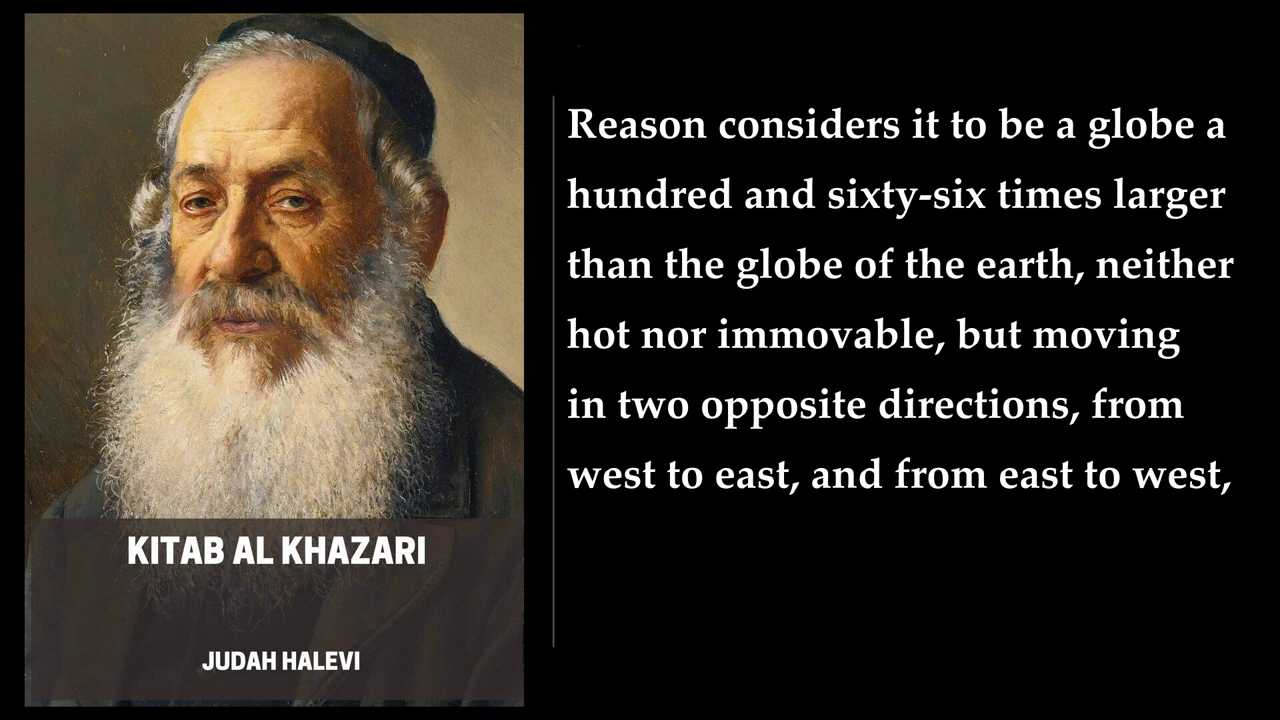 KITAB AL KHAZARI
JUDAH HALEVI
Reason considers it to be a globe a
hundred and sixty-six times larger
than the globe of the earth, neither
hot nor immovable, but moving
in two opposite directions, from
west to east, and from east to west,